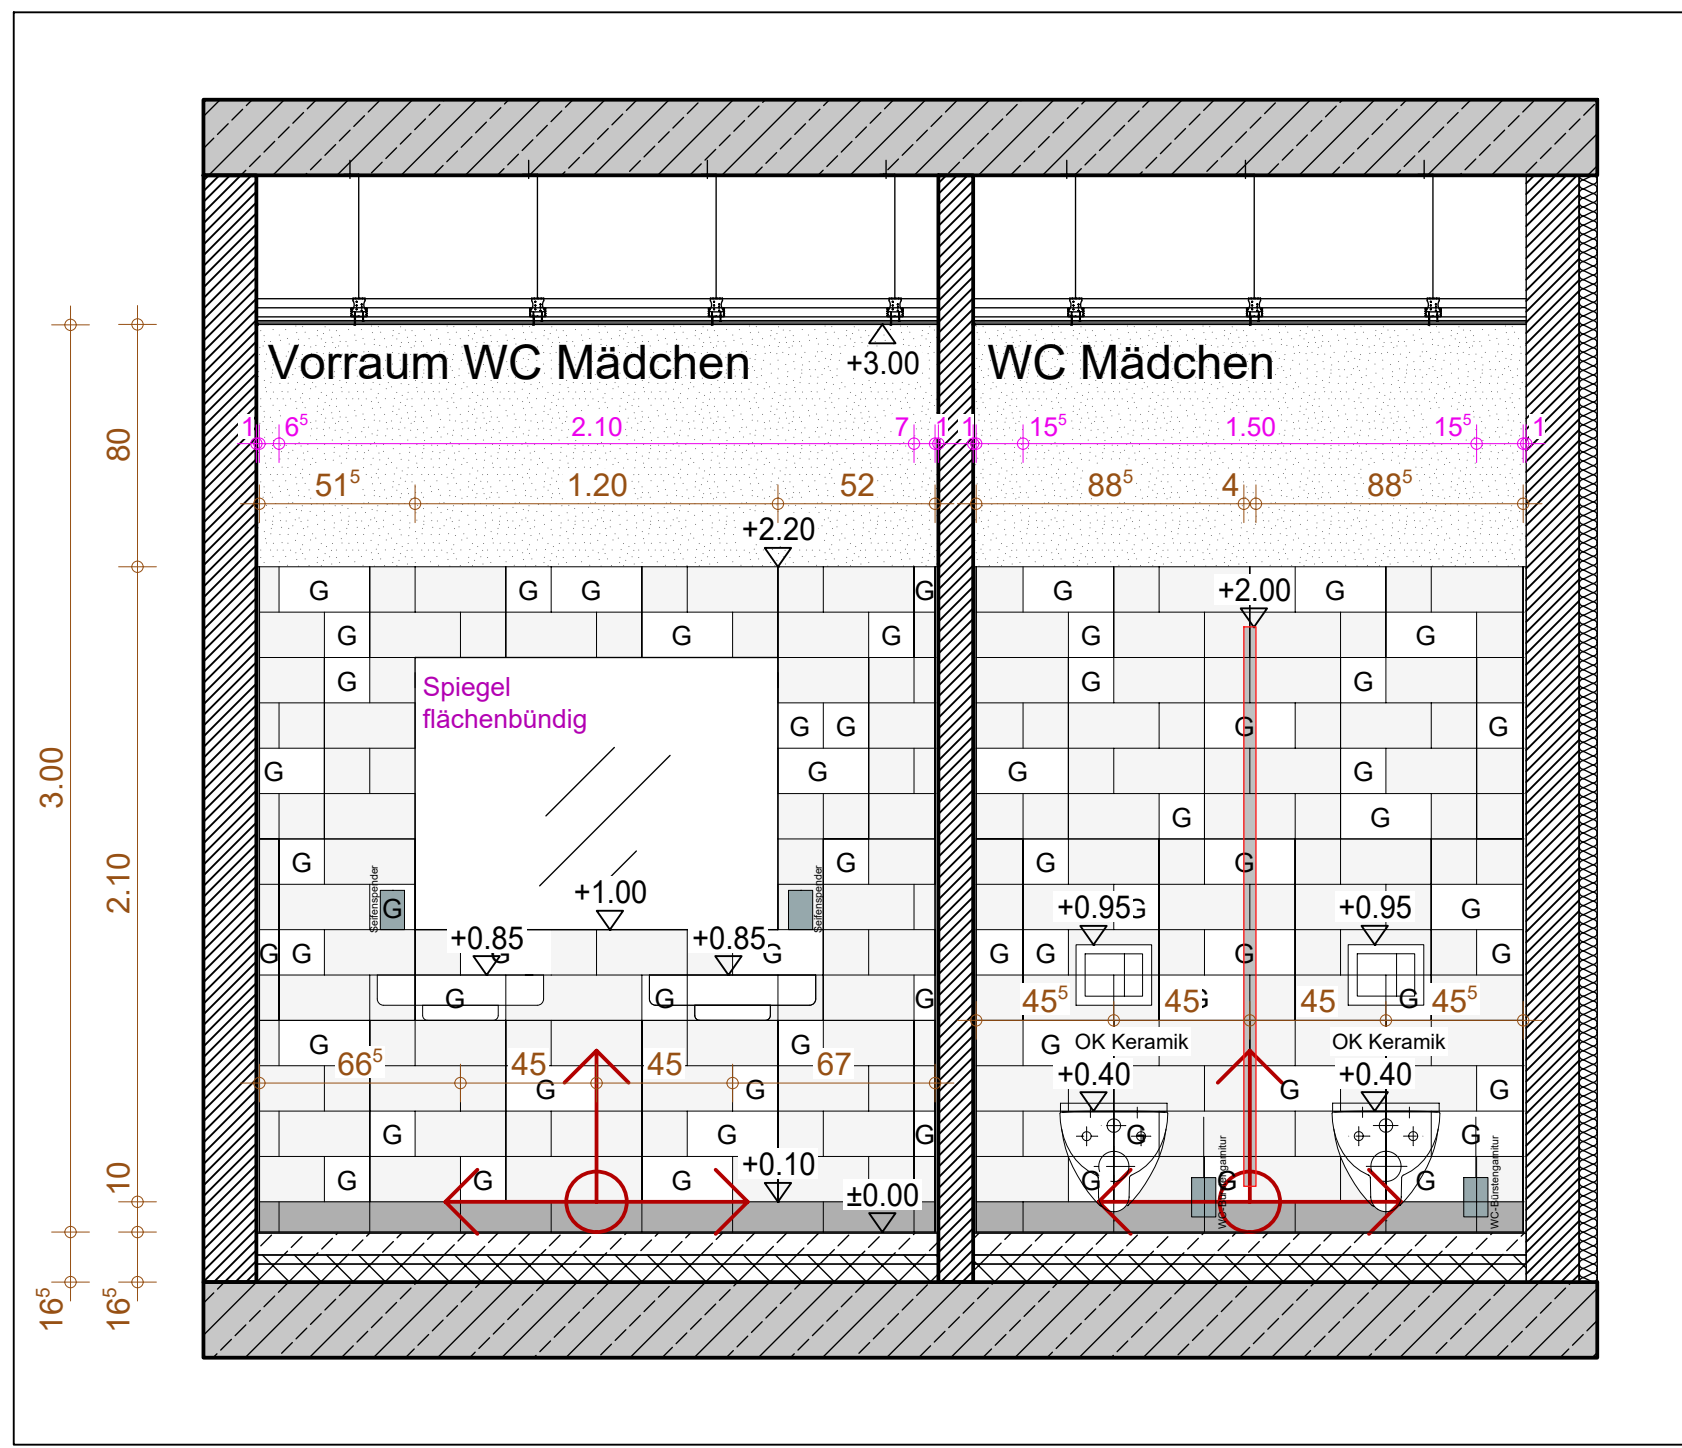 Vorraum WC Mädchen
+3.00
WC Mädchen
1 6⁵ 2.10 7 1 1 15⁵ 1.50 15⁵ 1
80
51⁵ 1.20 52 88⁵ 4 88⁵
+2.20
G G G G G +2.00 G
G G G G G
Spiegel
flächenbündig
G G G
G G G G
3.00
G G G G
G G
2.10
G G G G
Seifenspender
G
+1.00
Seifenspender
+0.95 G
+0.95
G
G G +0.85 G +0.85 G G G G G
G G G 45⁵ 45 G 45 G 45⁵
G G G OK Keramik OK Keramik
66⁵ 45 45 67 +0.40 +0.40
G G G G
G G G G G
WC-Bürstengarnitur
WC-Bürstengarnitur
10
G G G +0.10 G G G
±0.00
16⁵ 16⁵